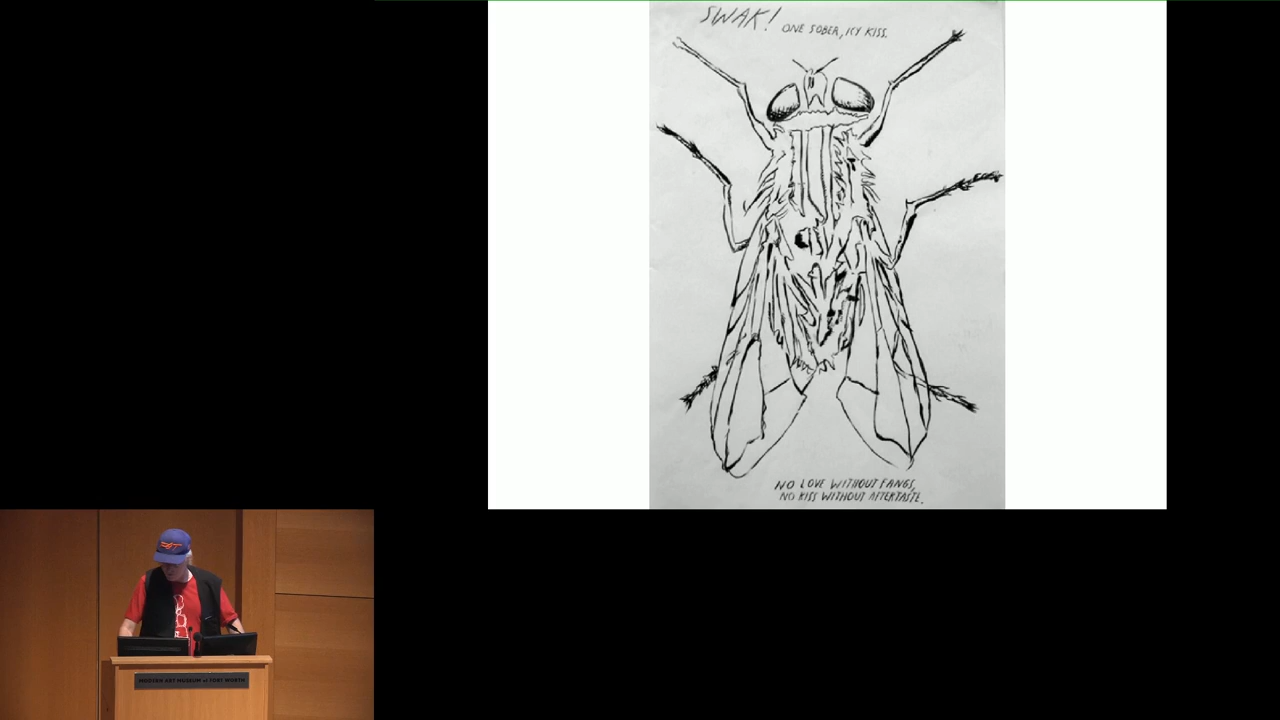 SWAK!
ONE SOBER, ICY KISS.
NO LOVE WITHOUT FANGS,
NO KISS WITHOUT AFTERTASTE.
MODERN ART MUSEUM of FORT WORTH